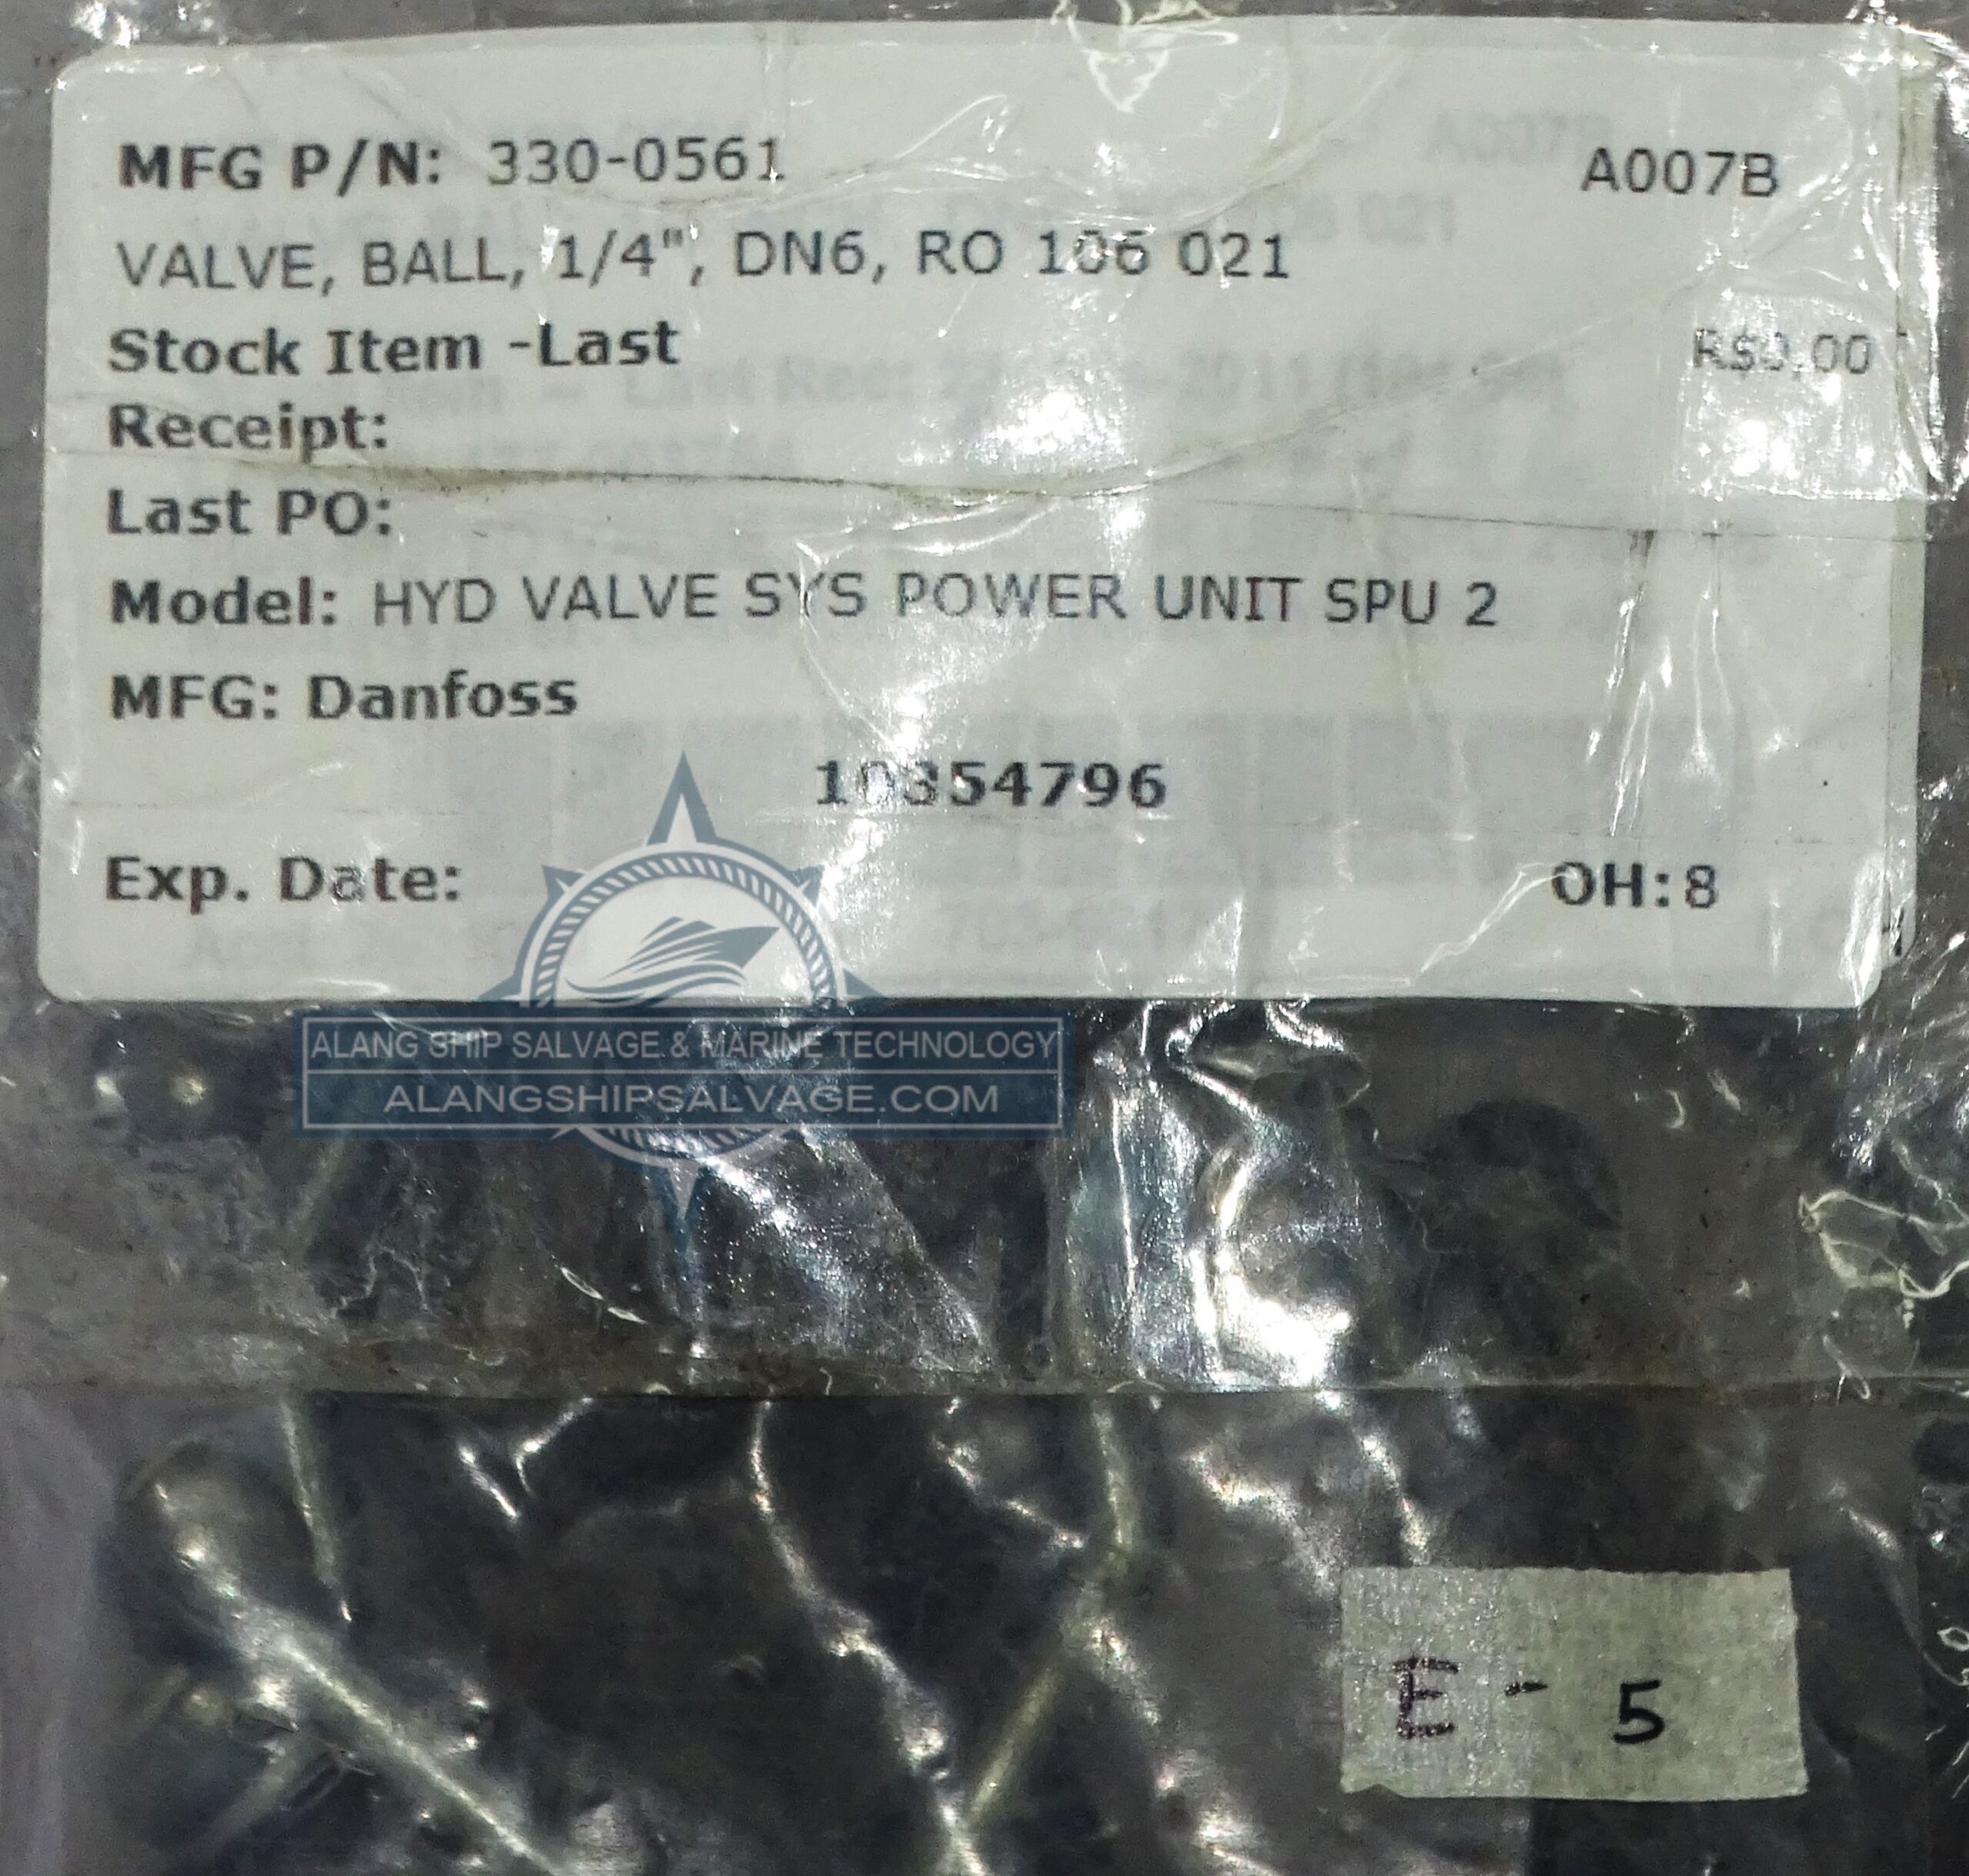 MFG P/N: 330-0561 A007B
VALVE, BALL, 1/4", DN6, RO 106 021
Stock Item -Last R$0,00
Receipt:
Last PO:
Model: HYD VALVE SYS POWER UNIT SPU 2
MFG: Danfoss
10354796
Exp. Date: OH:8
ALANG SHIP SALVAGE & MARINE TECHNOLOGY
ALANGSHIPSALVAGE.COM
E - 5